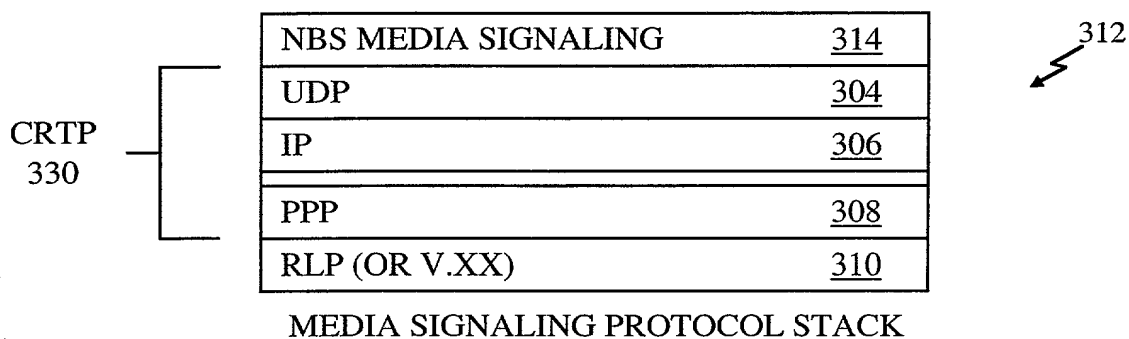 NBS MEDIA SIGNALING 314
312
UDP 304
CRTP
330
IP 306
PPP 308
RLP (OR V.XX) 310
MEDIA SIGNALING PROTOCOL STACK